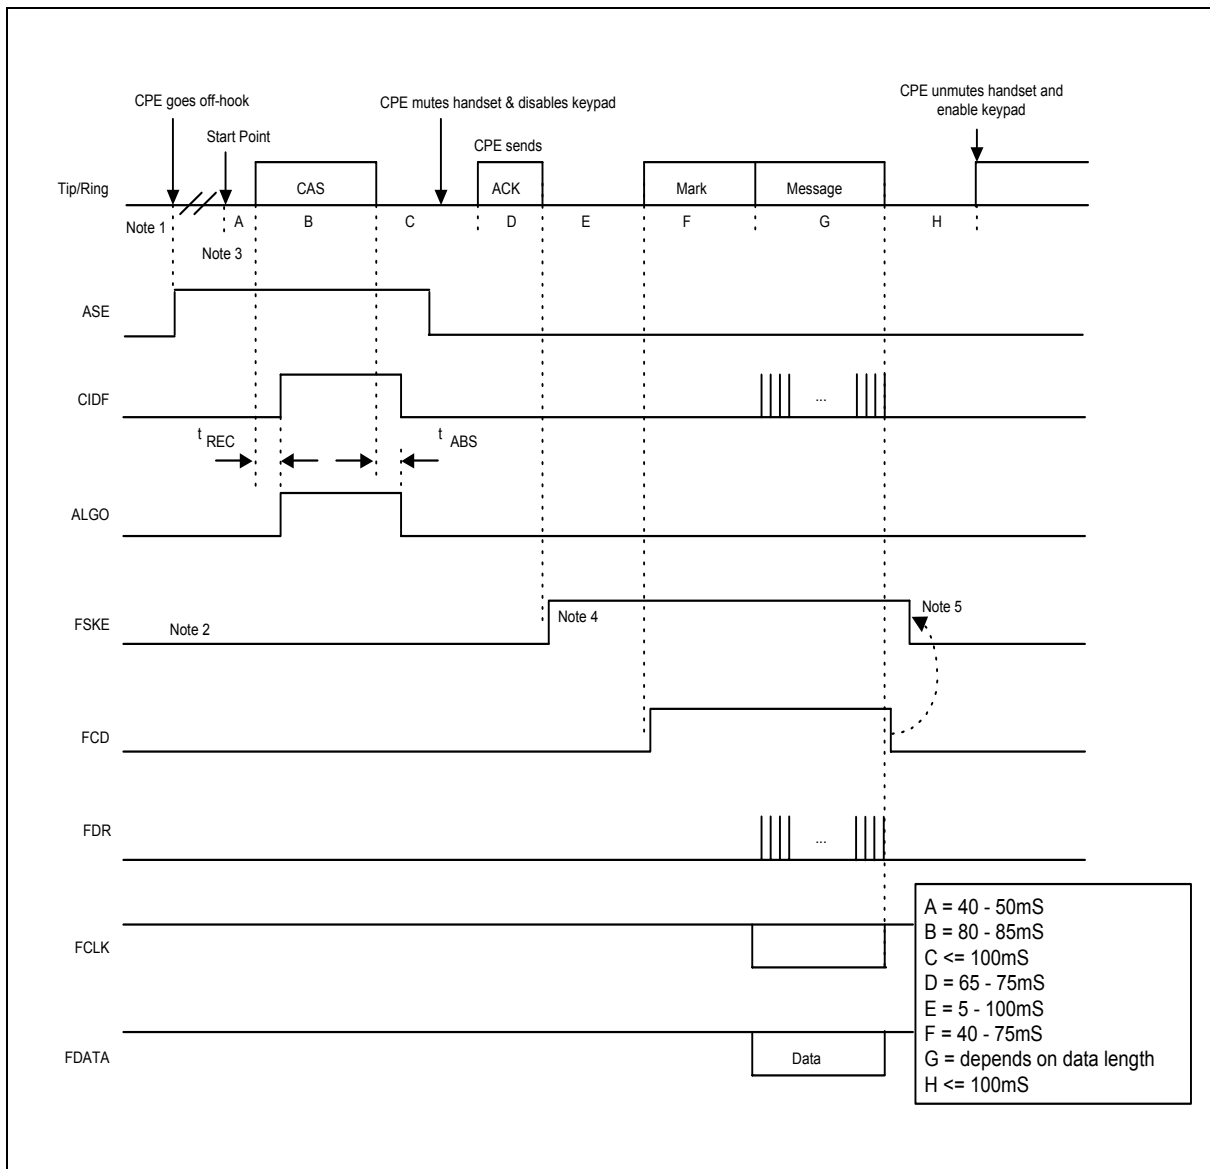 CPE goes off-hook
Start Point
CPE mutes handset & disables keypad
CPE unmutes handset and
enable keypad
CPE sends
Tip/Ring
CAS
ACK
Mark
Message
Note 1
A
B
C
D
E
F
G
H
Note 3
ASE
CIDF
...
t REC
t ABS
ALGO
FSKE
Note 2
Note 4
Note 5
FCD
FDR
...
FCLK
FDATA
Data
A = 40 - 50mS
B = 80 - 85mS
C <= 100mS
D = 65 - 75mS
E = 5 - 100mS
F = 40 - 75mS
G = depends on data length
H <= 100mS